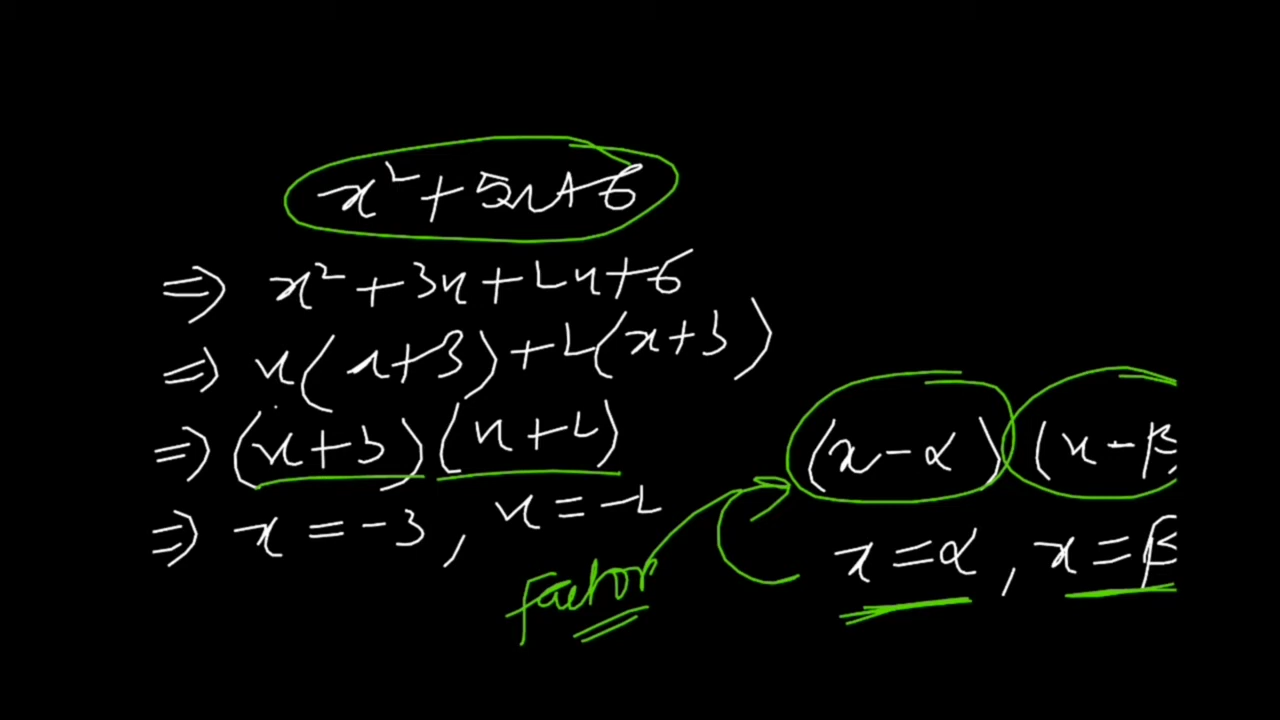 x² + 5x + 6
⇒ x² + 3x + 2x + 6
⇒ x(x+3) + 2(x+3)
⇒ (x+3)(x+2)
⇒ x = -3, x = -2
(x-α)(x-β
x = α, x = β
Factor